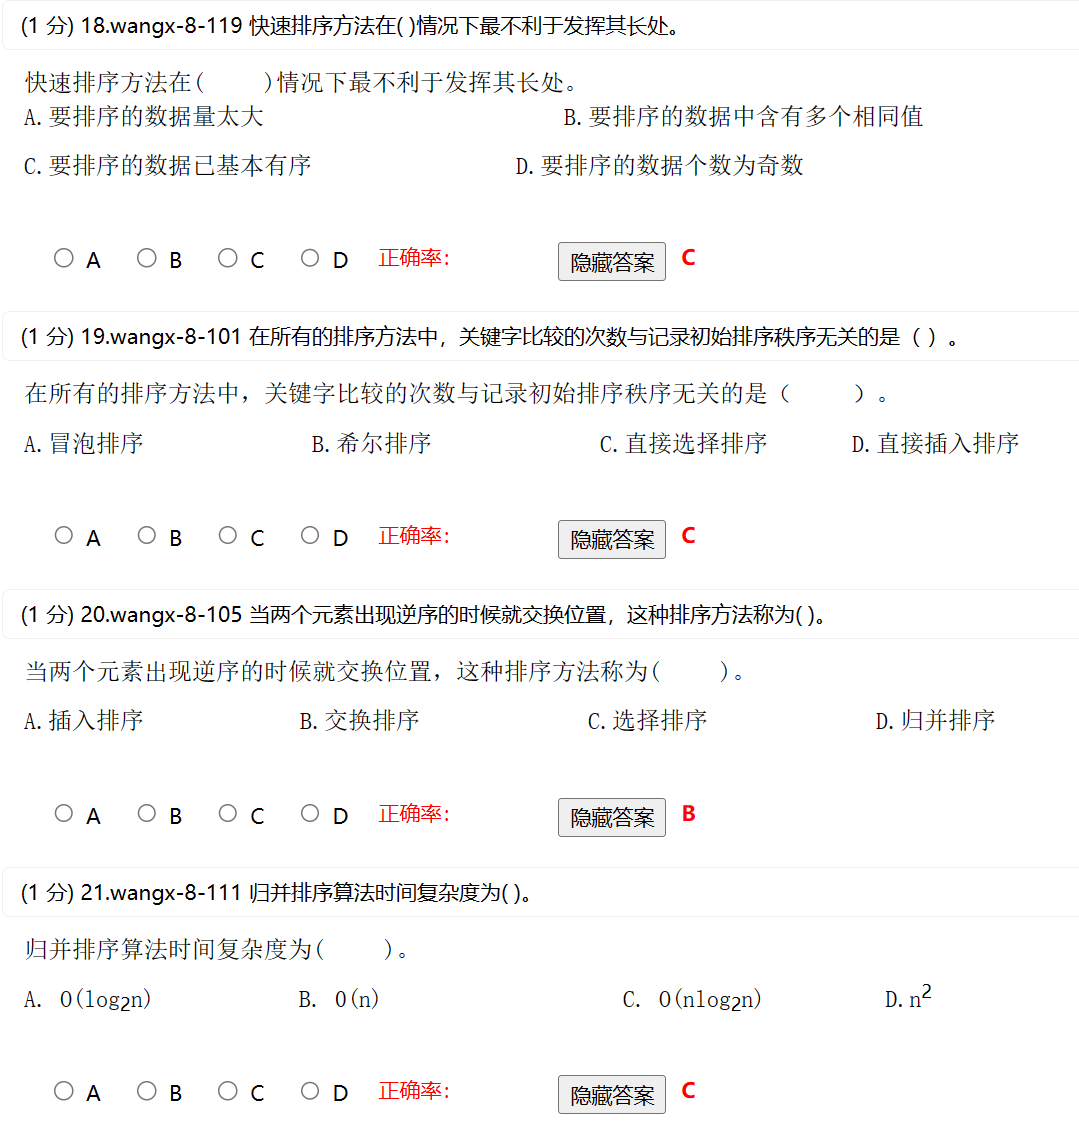 (1 分) 18.wangx-8-119 快速排序方法在( )情况下最不利于发挥其长处。
快速排序方法在(    )情况下最不利于发挥其长处。
A.要排序的数据量太大 B.要排序的数据中含有多个相同值
C.要排序的数据已基本有序 D.要排序的数据个数为奇数
A B C D 正确率: 隐藏答案 C
(1 分) 19.wangx-8-101 在所有的排序方法中，关键字比较的次数与记录初始排序秩序无关的是（ ）。
在所有的排序方法中，关键字比较的次数与记录初始排序秩序无关的是（    ）。
A.冒泡排序 B.希尔排序 C.直接选择排序 D.直接插入排序
A B C D 正确率: 隐藏答案 C
(1 分) 20.wangx-8-105 当两个元素出现逆序的时候就交换位置，这种排序方法称为( )。
当两个元素出现逆序的时候就交换位置，这种排序方法称为(    )。
A.插入排序 B.交换排序 C.选择排序 D.归并排序
A B C D 正确率: 隐藏答案 B
(1 分) 21.wangx-8-111 归并排序算法时间复杂度为( )。
归并排序算法时间复杂度为(    )。
A. O(log₂n) B. O(n) C. O(nlog₂n) D.n²
A B C D 正确率: 隐藏答案 C